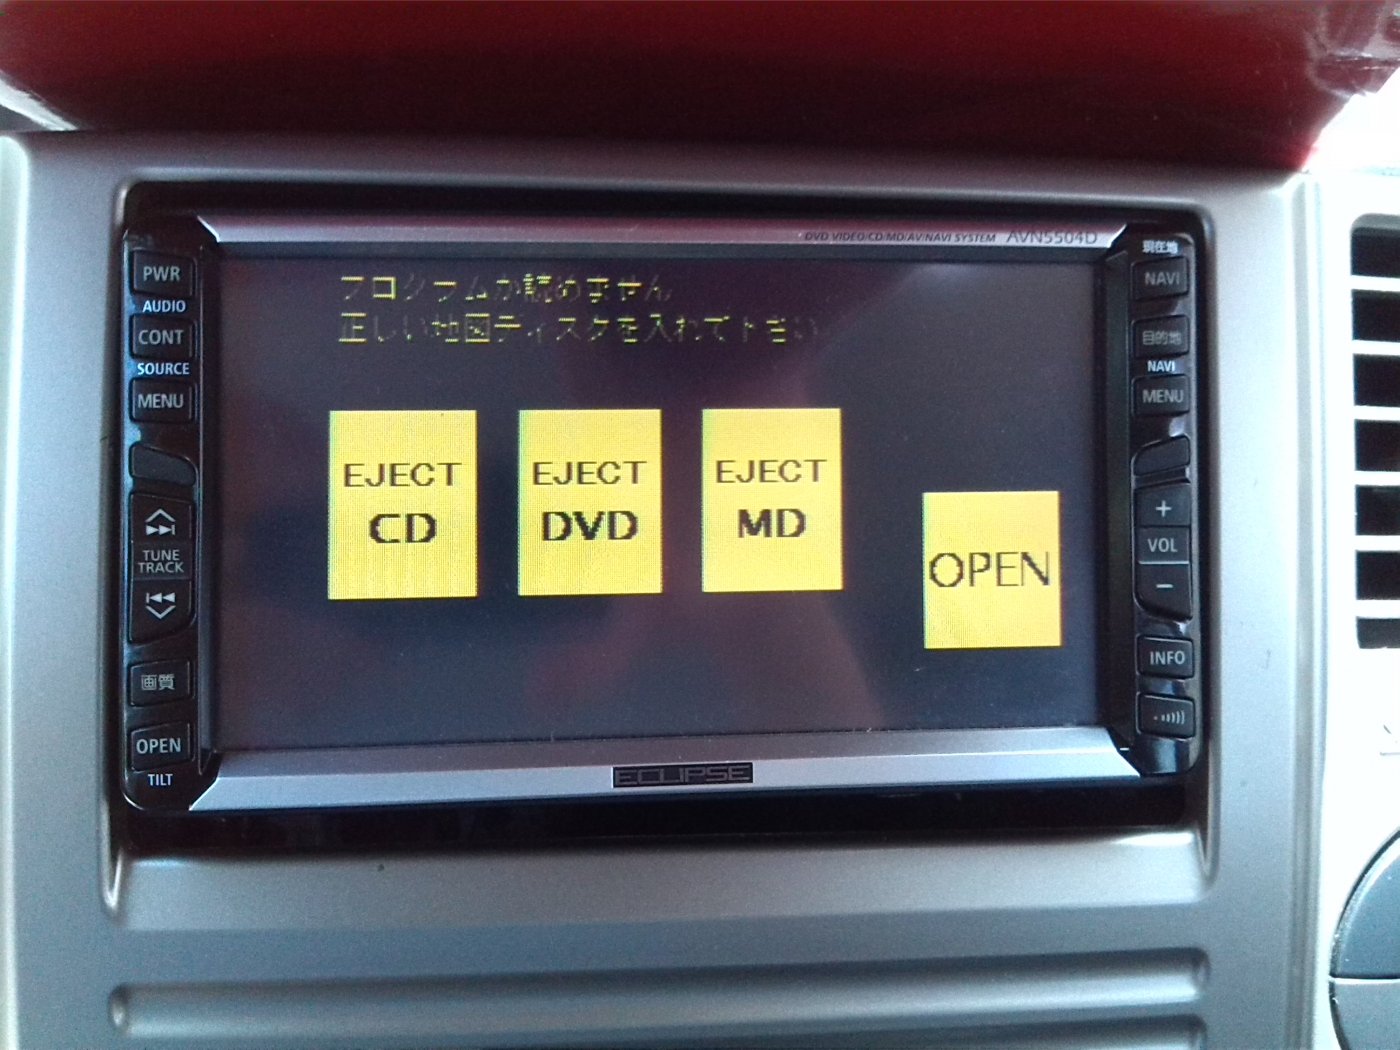 DVD VIDEO/CD/MD/AV/NAVI SYSTEM AVN5504D
プログラムが読めません
正しい地図ディスクを入れて下さい
EJECT
CD
EJECT
DVD
EJECT
MD
OPEN
PWR
AUDIO
CONT
SOURCE
MENU
TUNE
TRACK
画質
OPEN
TILT
現在地
NAVI
目的地
NAVI
MENU
+
VOL
−
INFO
ECLIPSE